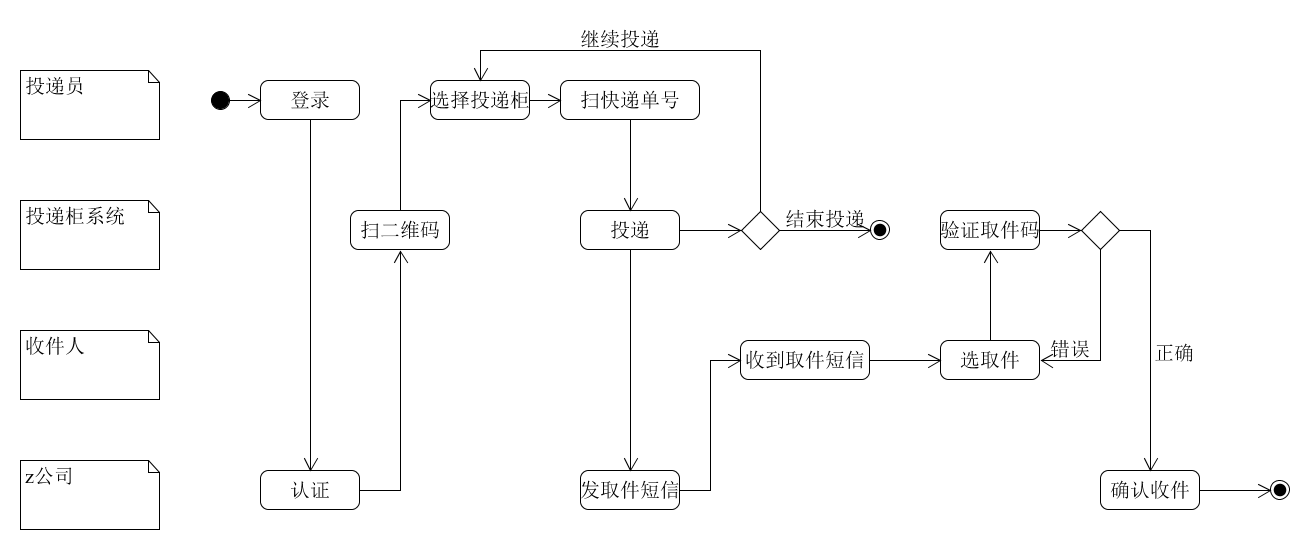 继续投递
投递员
登录
选择投递柜
扫快递单号
投递柜系统
扫二维码
投递
结束投递
验证取件码
收件人
收到取件短信
选取件
错误
正确
z公司
认证
发取件短信
确认收件